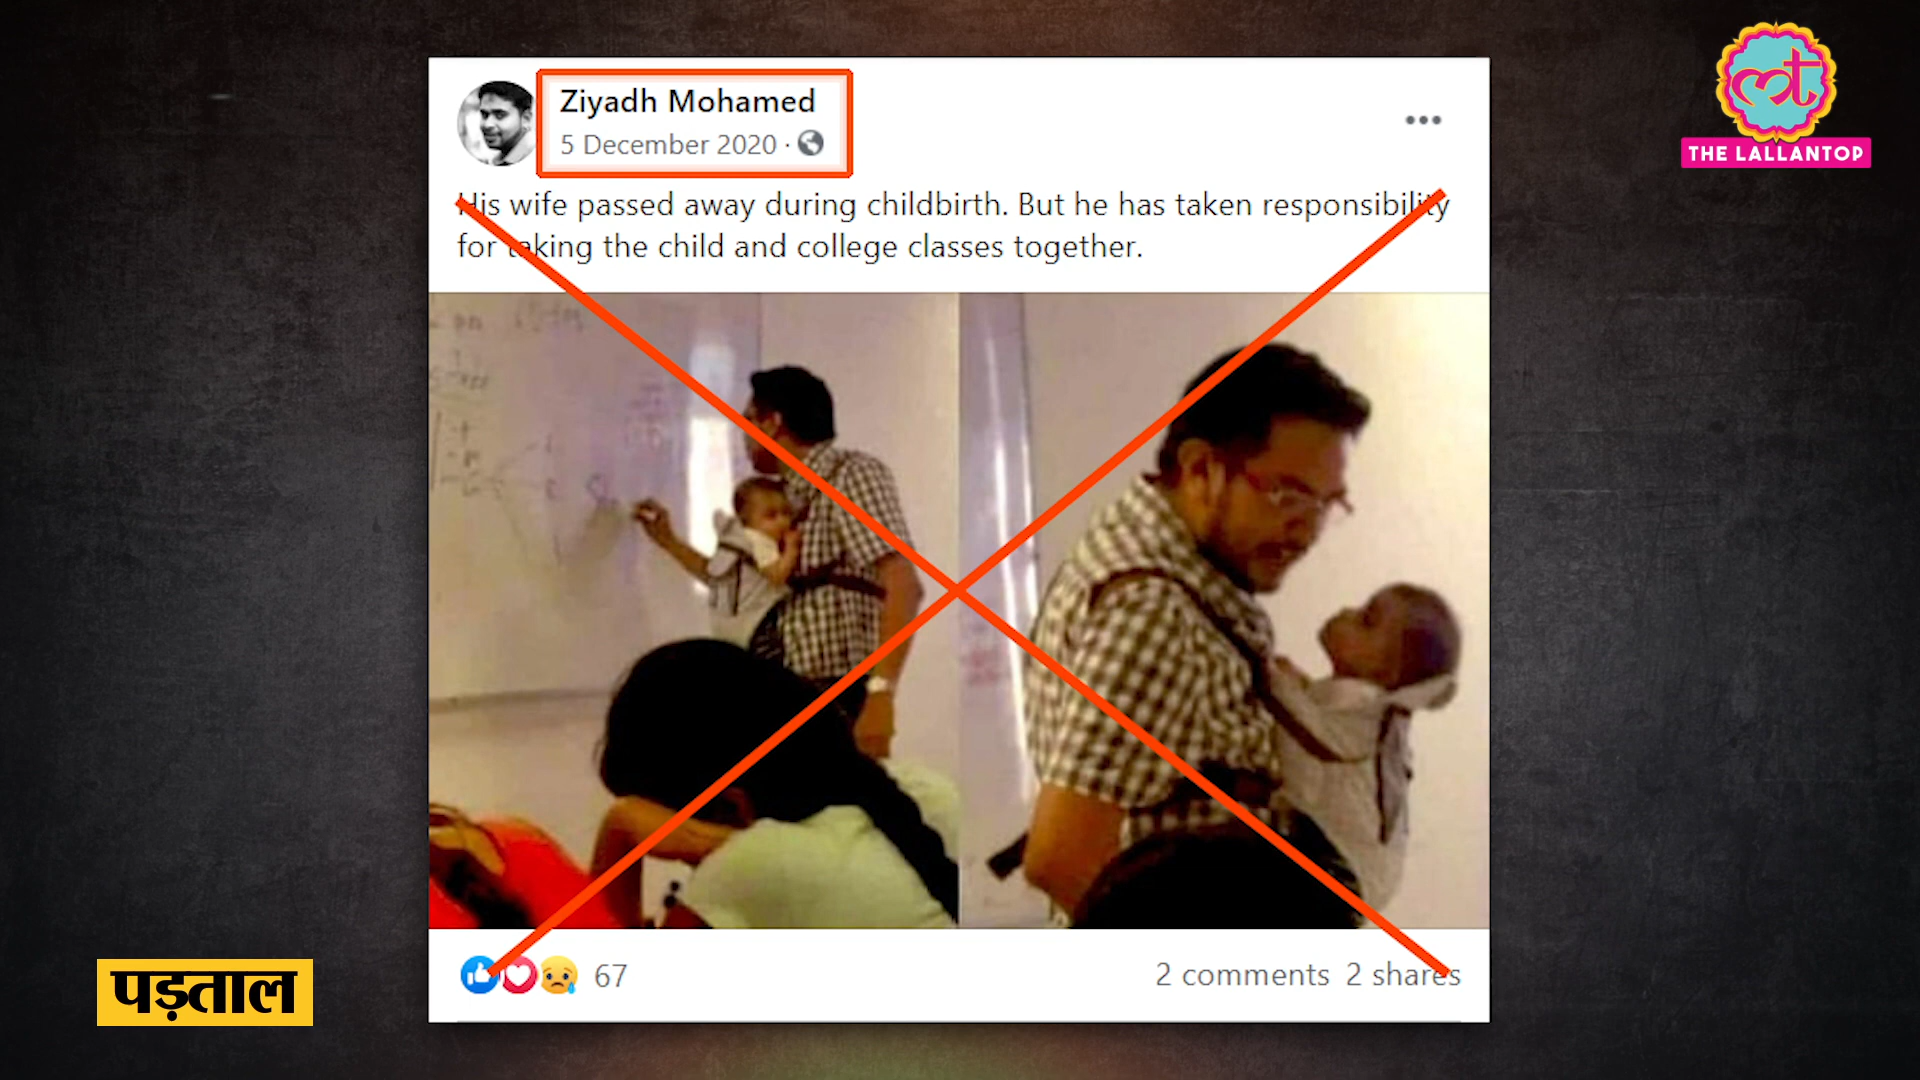 THE LALLANTOP
Ziyadh Mohamed
5 December 2020 ·
His wife passed away during childbirth. But he has taken responsibility
for taking the child and college classes together.
67
2 comments 2 shares
पड़ताल